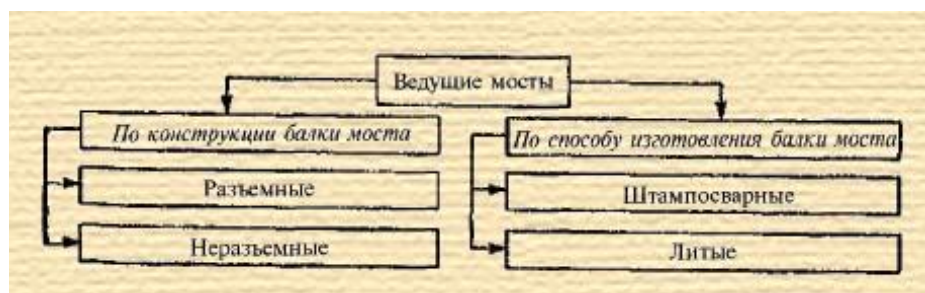 Ведущие мосты
По конструкции балки моста
Разъемные
Неразъемные
По способу изготовления балки моста
Штампосварные
Литые